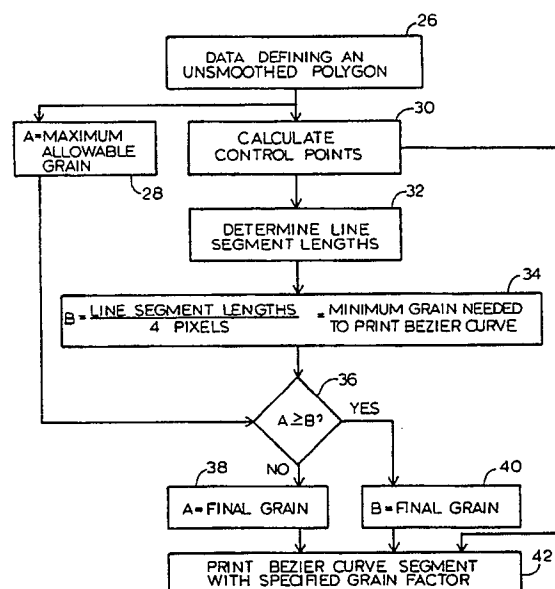 26
DATA DEFINING AN
UNSMOOTHED POLYGON
30
A=MAXIMUM
ALLOWABLE
GRAIN
28
CALCULATE
CONTROL POINTS
32
DETERMINE LINE
SEGMENT LENGTHS
34
B = LINE SEGMENT LENGTHS = MINIMUM GRAIN NEEDED
4 PIXELS TO PRINT BEZIER CURVE
36
A ≥ B?
YES
NO
38
A = FINAL GRAIN
40
B = FINAL GRAIN
PRINT BEZIER CURVE SEGMENT
WITH SPECIFIED GRAIN FACTOR
42